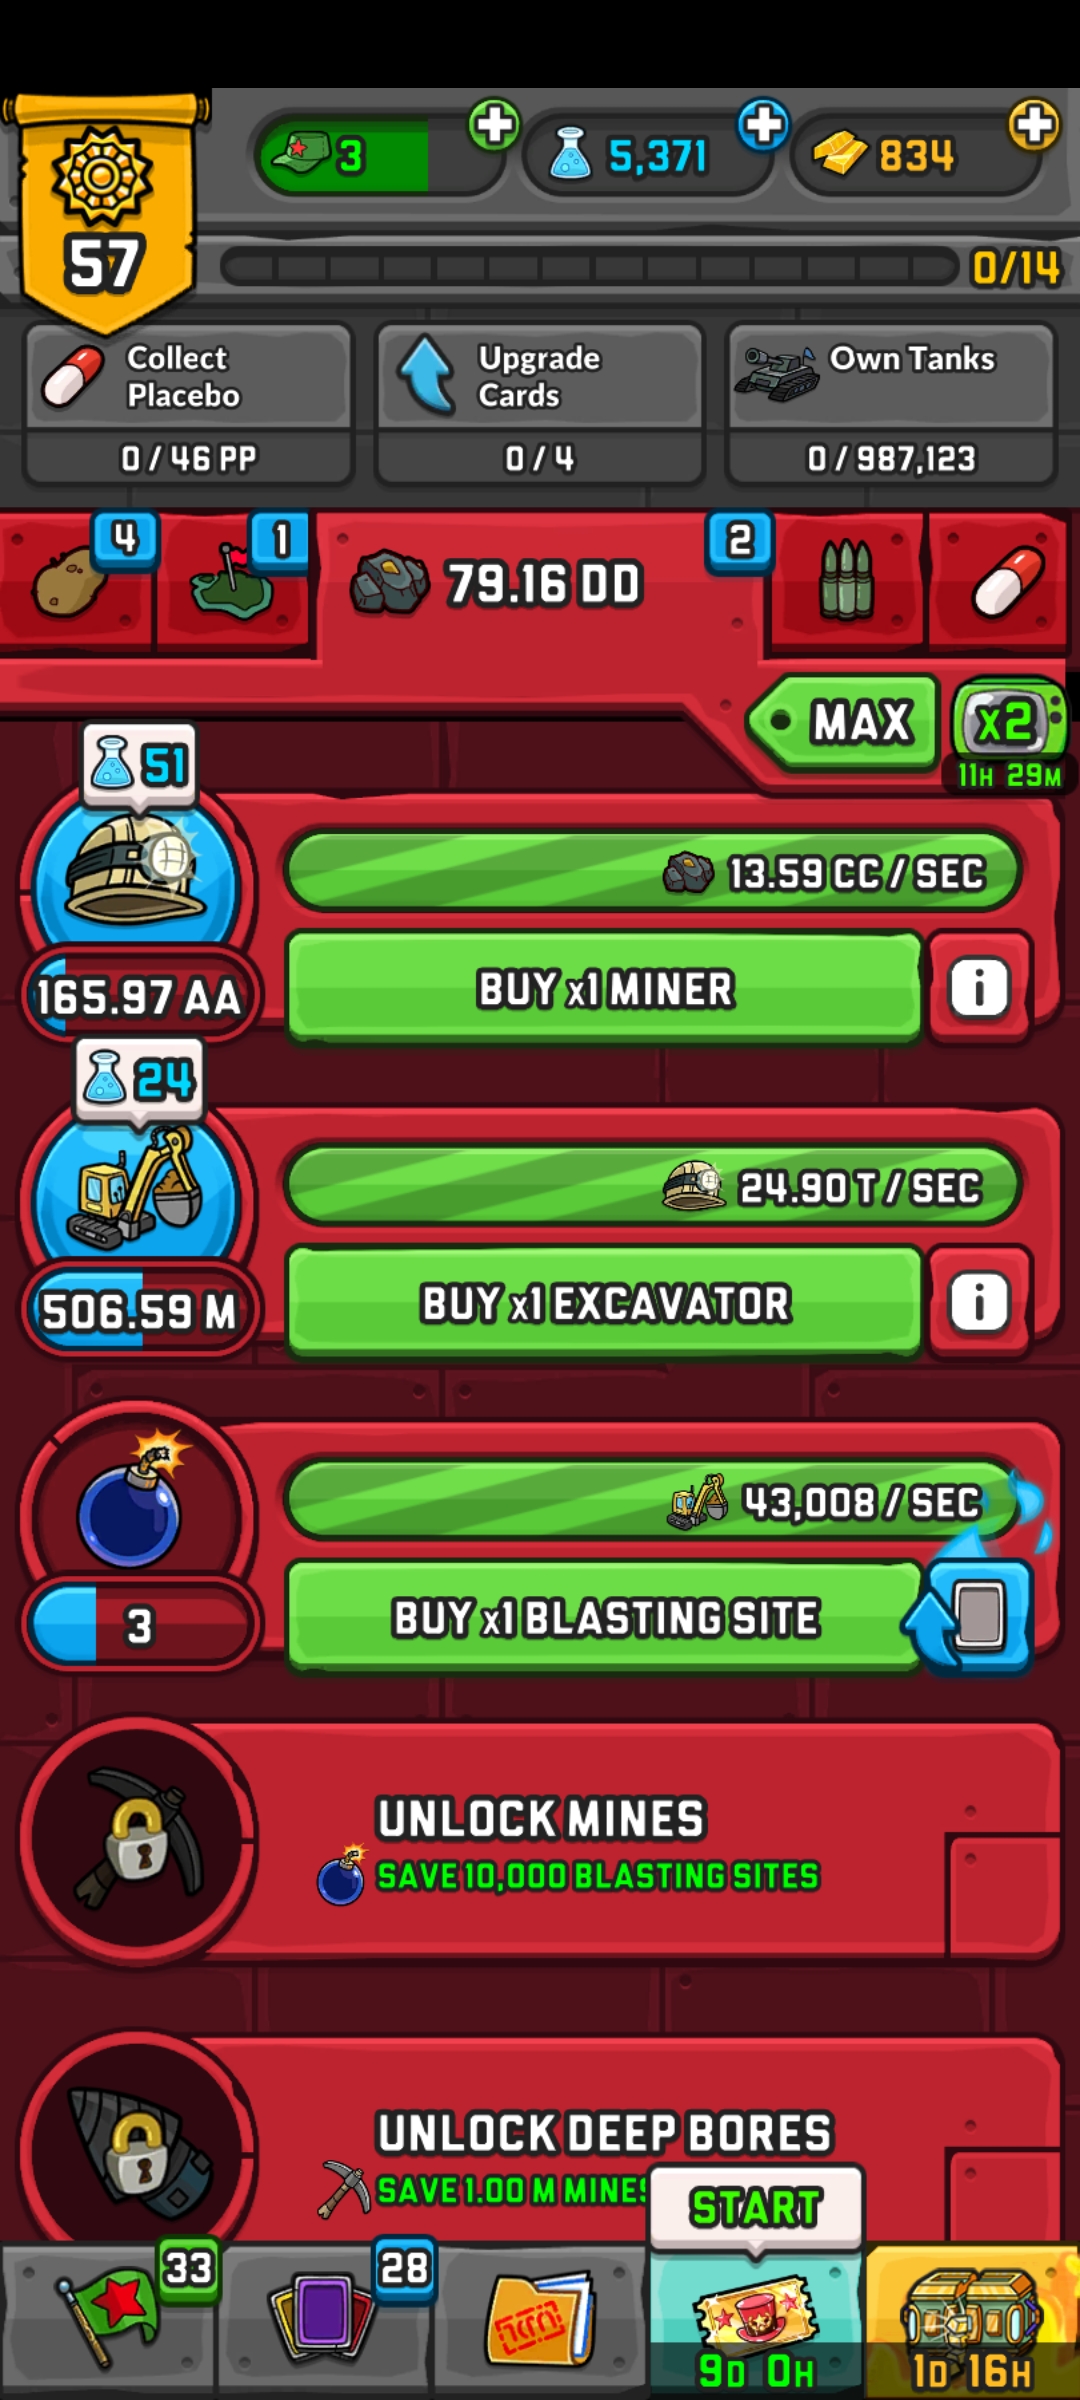 3
5,371
834
57
0/14
Collect
Placebo
Upgrade
Cards
Own Tanks
0 / 46 PP
0 / 4
0 / 987,123
4
1
79.16 DD
2
MAX
x2
11H 29M
51
13.59 CC / SEC
165.97 AA
BUY x1 MINER
i
24
24.90 T / SEC
506.59 M
BUY x1 EXCAVATOR
i
43,008 / SEC
3
BUY x1 BLASTING SITE
UNLOCK MINES
SAVE 10,000 BLASTING SITES
UNLOCK DEEP BORES
SAVE 1.00 M MINES
START
33
28
9D 0H
1D 16H